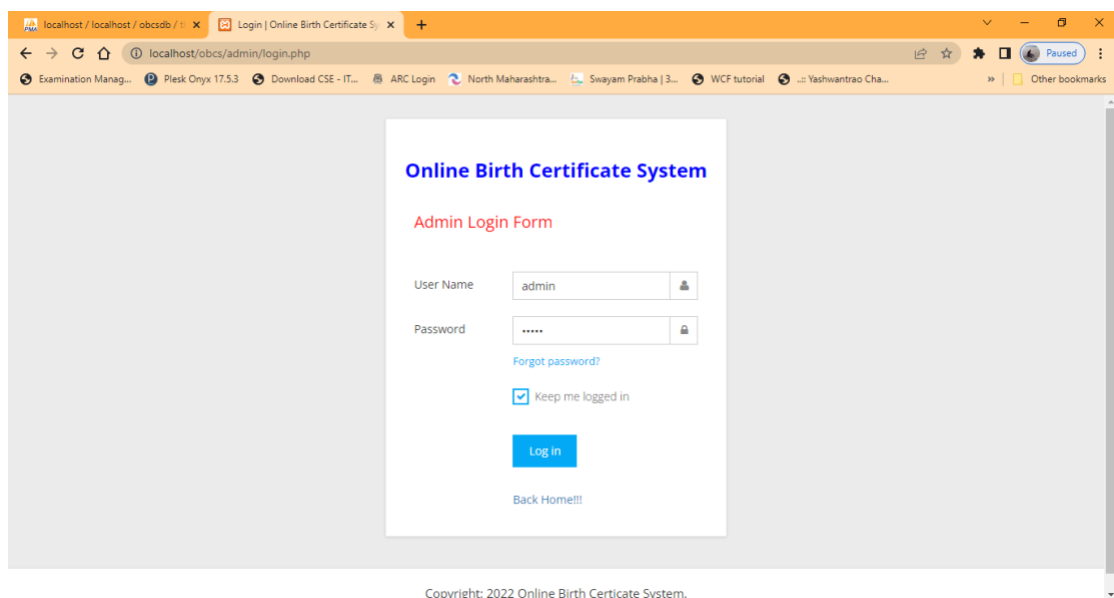 localhost / localhost / obcsdb / t
Login | Online Birth Certificate Sy
localhost/obcs/admin/login.php
Paused
Examination Manag...
Plesk Onyx 17.5.3
Download CSE - IT...
ARC Login
North Maharashtra...
Swayam Prabha | 3...
WCF tutorial
..:: Yashwantrao Cha...
»
Other bookmarks
Online Birth Certificate System
Admin Login Form
User Name
admin
Password
•••••
Forgot password?
Keep me logged in
Log in
Back Home!!!
Copyright: 2022 Online Birth Certicate System.